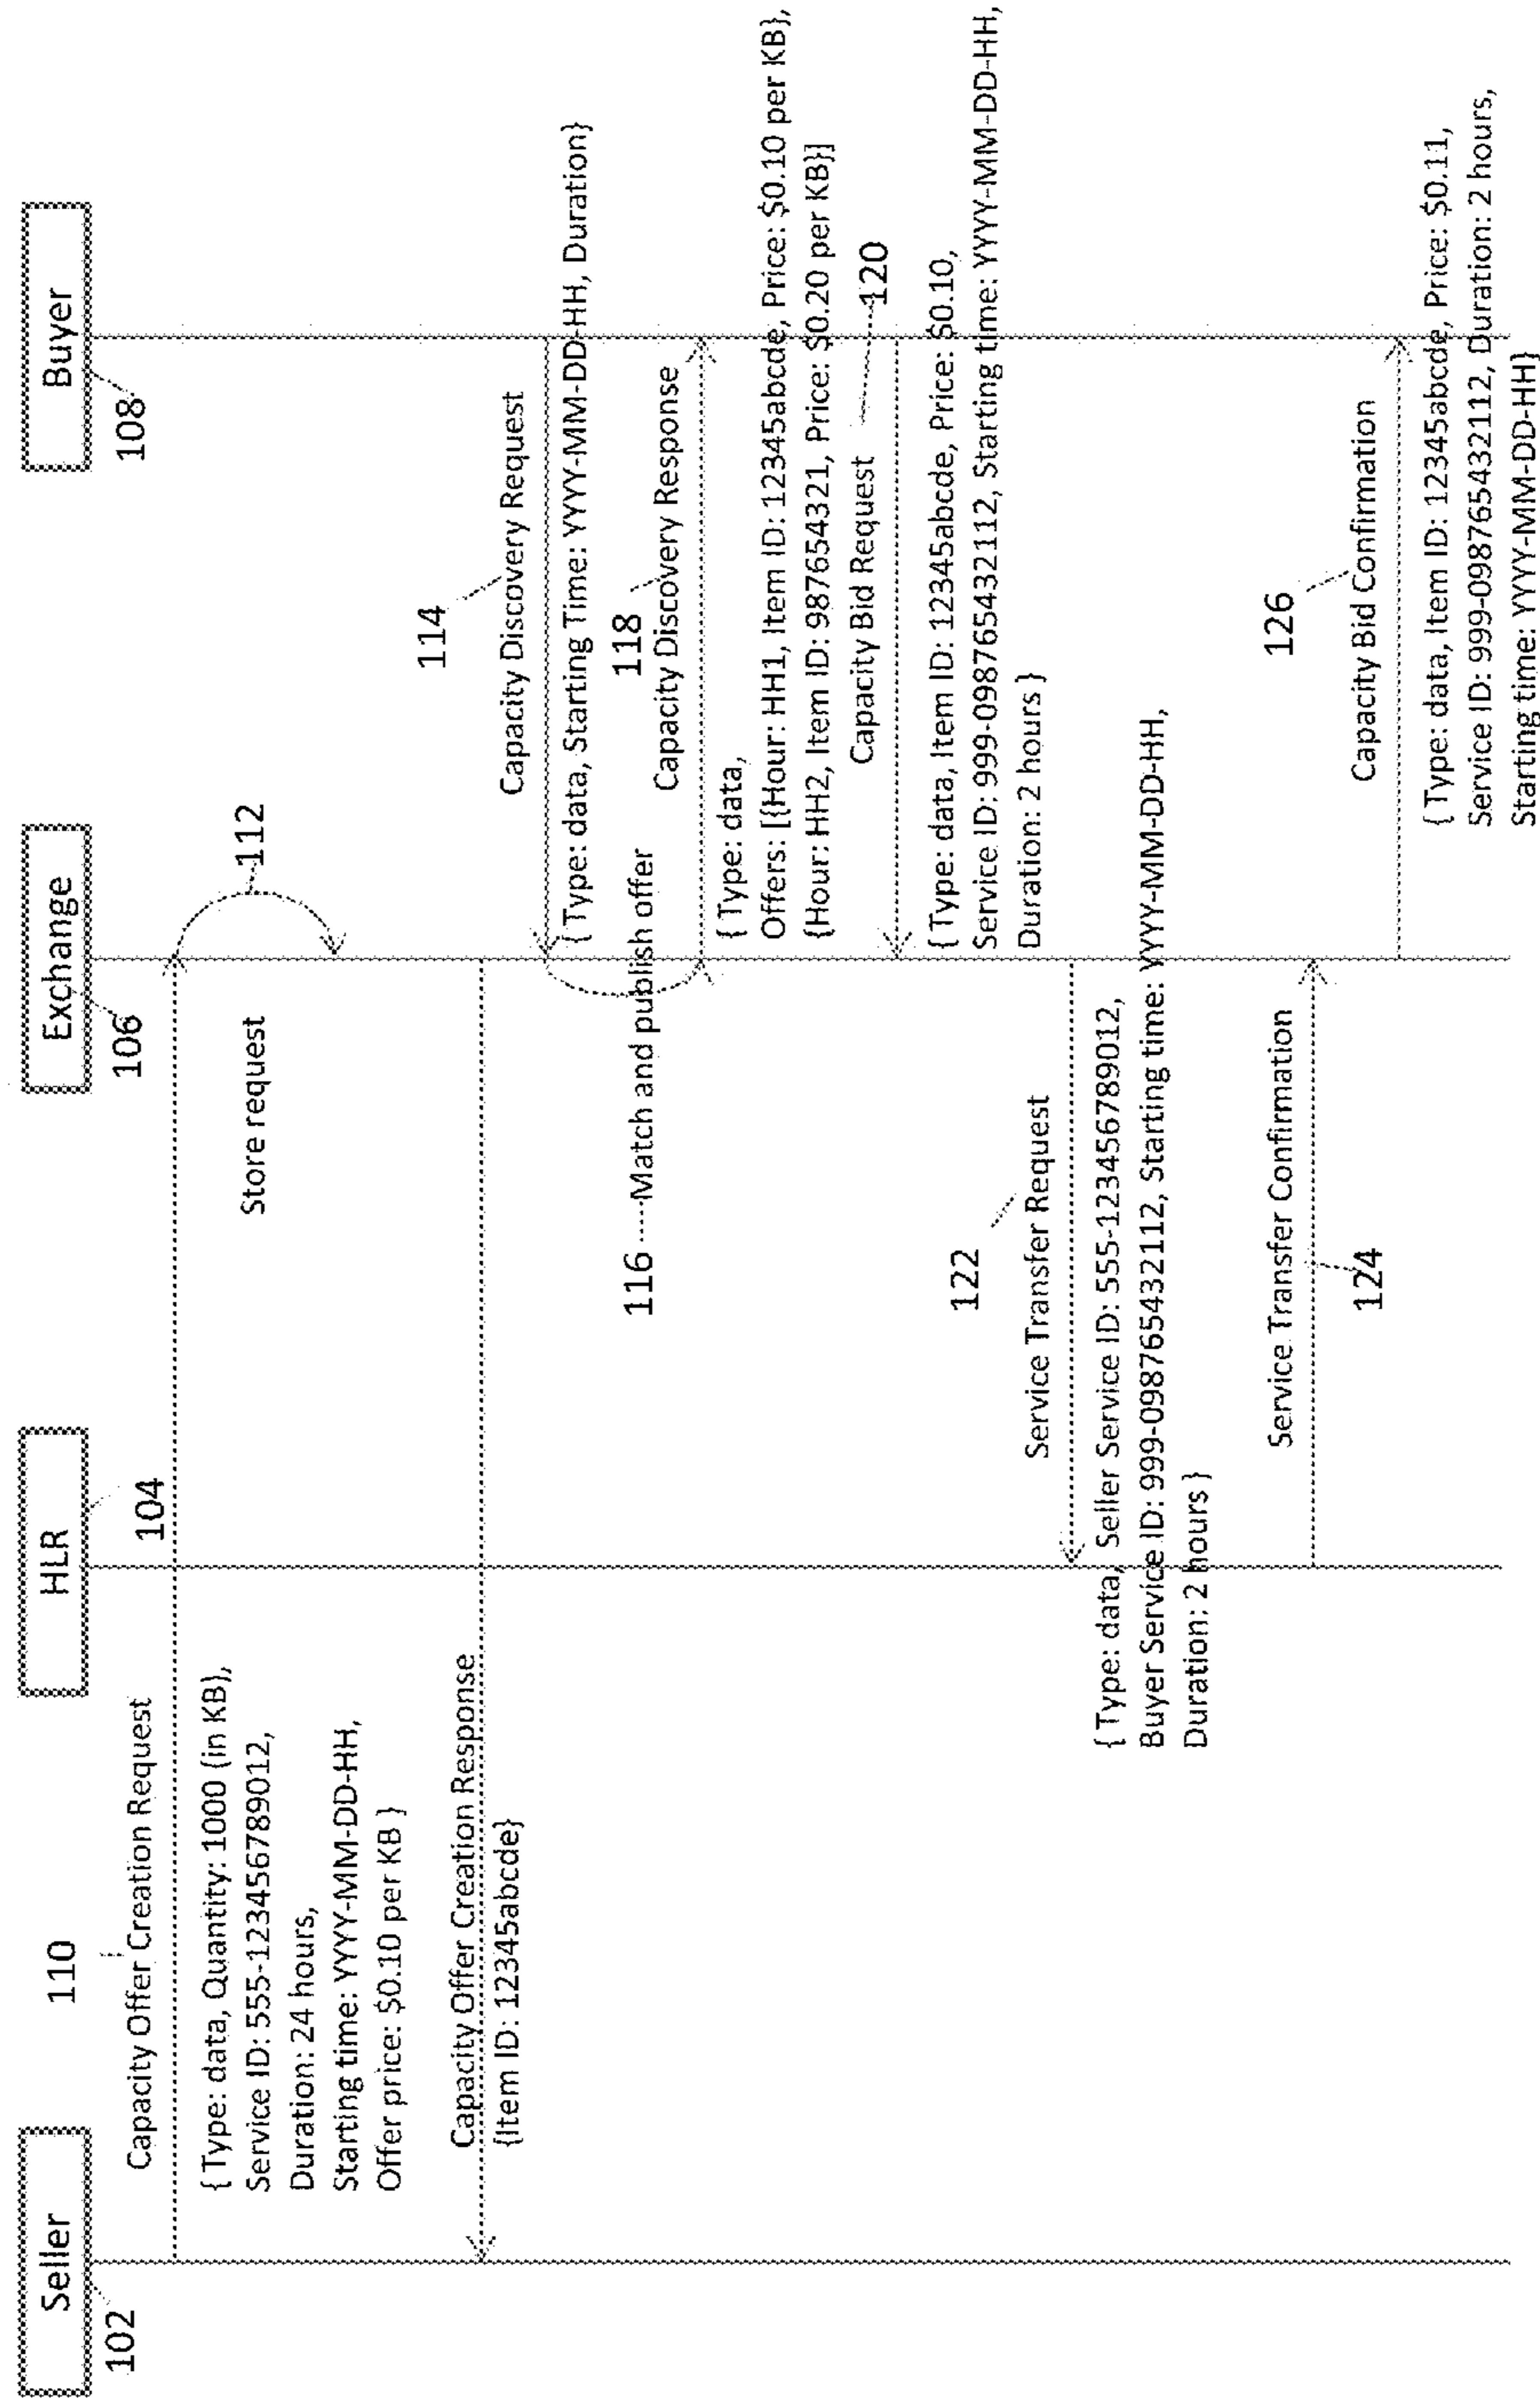 Seller
102
HLR
104
Exchange
106
Buyer
108
110
Capacity Offer Creation Request
{ Type: data, Quantity: 1000 (in KB),
Service ID: 555-123456789012,
Duration: 24 hours,
Starting time: YYYY-MM-DD-HH,
Offer price: $0.10 per KB }
Store request
112
Capacity Offer Creation Response
{Item ID: 12345abcde}
114
Capacity Discovery Request
{ Type: data, Starting Time: YYYY-MM-DD-HH, Duration}
116
Match and publish offer
118
Capacity Discovery Response
{ Type: data,
Offers: [{Hour: HH1, Item ID: 12345abcde, Price: $0.10 per KB},
{Hour: HH2, Item ID: 987654321, Price: $0.20 per KB}]
Capacity Bid Request
120
{ Type: data, Item ID: 12345abcde, Price: $0.10,
Service ID: 999-098765432112, Starting time: YYYY-MM-DD-HH,
Duration: 2 hours }
122
Service Transfer Request
{ Type: data, Seller Service ID: 555-123456789012,
Buyer Service ID: 999-098765432112, Starting time: YYYY-MM-DD-HH,
Duration: 2 hours }
Service Transfer Confirmation
124
126
Capacity Bid Confirmation
{ Type: data, Item ID: 12345abcde, Price: $0.11,
Service ID: 999-098765432112, Duration: 2 hours,
Starting time: YYYY-MM-DD-HH}